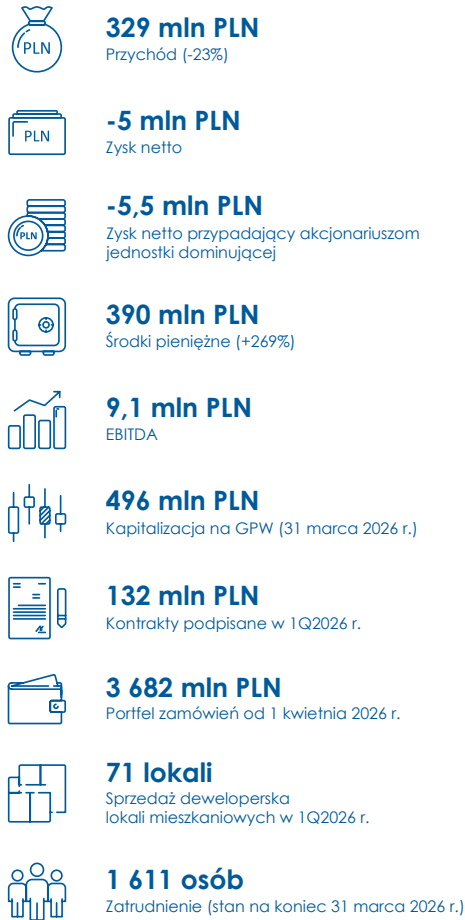 PLN
329 mln PLN
Przychód (-23%)
PLN
-5 mln PLN
Zysk netto
PLN
-5,5 mln PLN
Zysk netto przypadający akcjonariuszom
jednostki dominującej
390 mln PLN
Środki pieniężne (+269%)
9,1 mln PLN
EBITDA
496 mln PLN
Kapitalizacja na GPW (31 marca 2026 r.)
132 mln PLN
Kontrakty podpisane w 1Q2026 r.
3 682 mln PLN
Portfel zamówień od 1 kwietnia 2026 r.
71 lokali
Sprzedaż deweloperska
lokali mieszkaniowych w 1Q2026 r.
1 611 osób
Zatrudnienie (stan na koniec 31 marca 2026 r.)